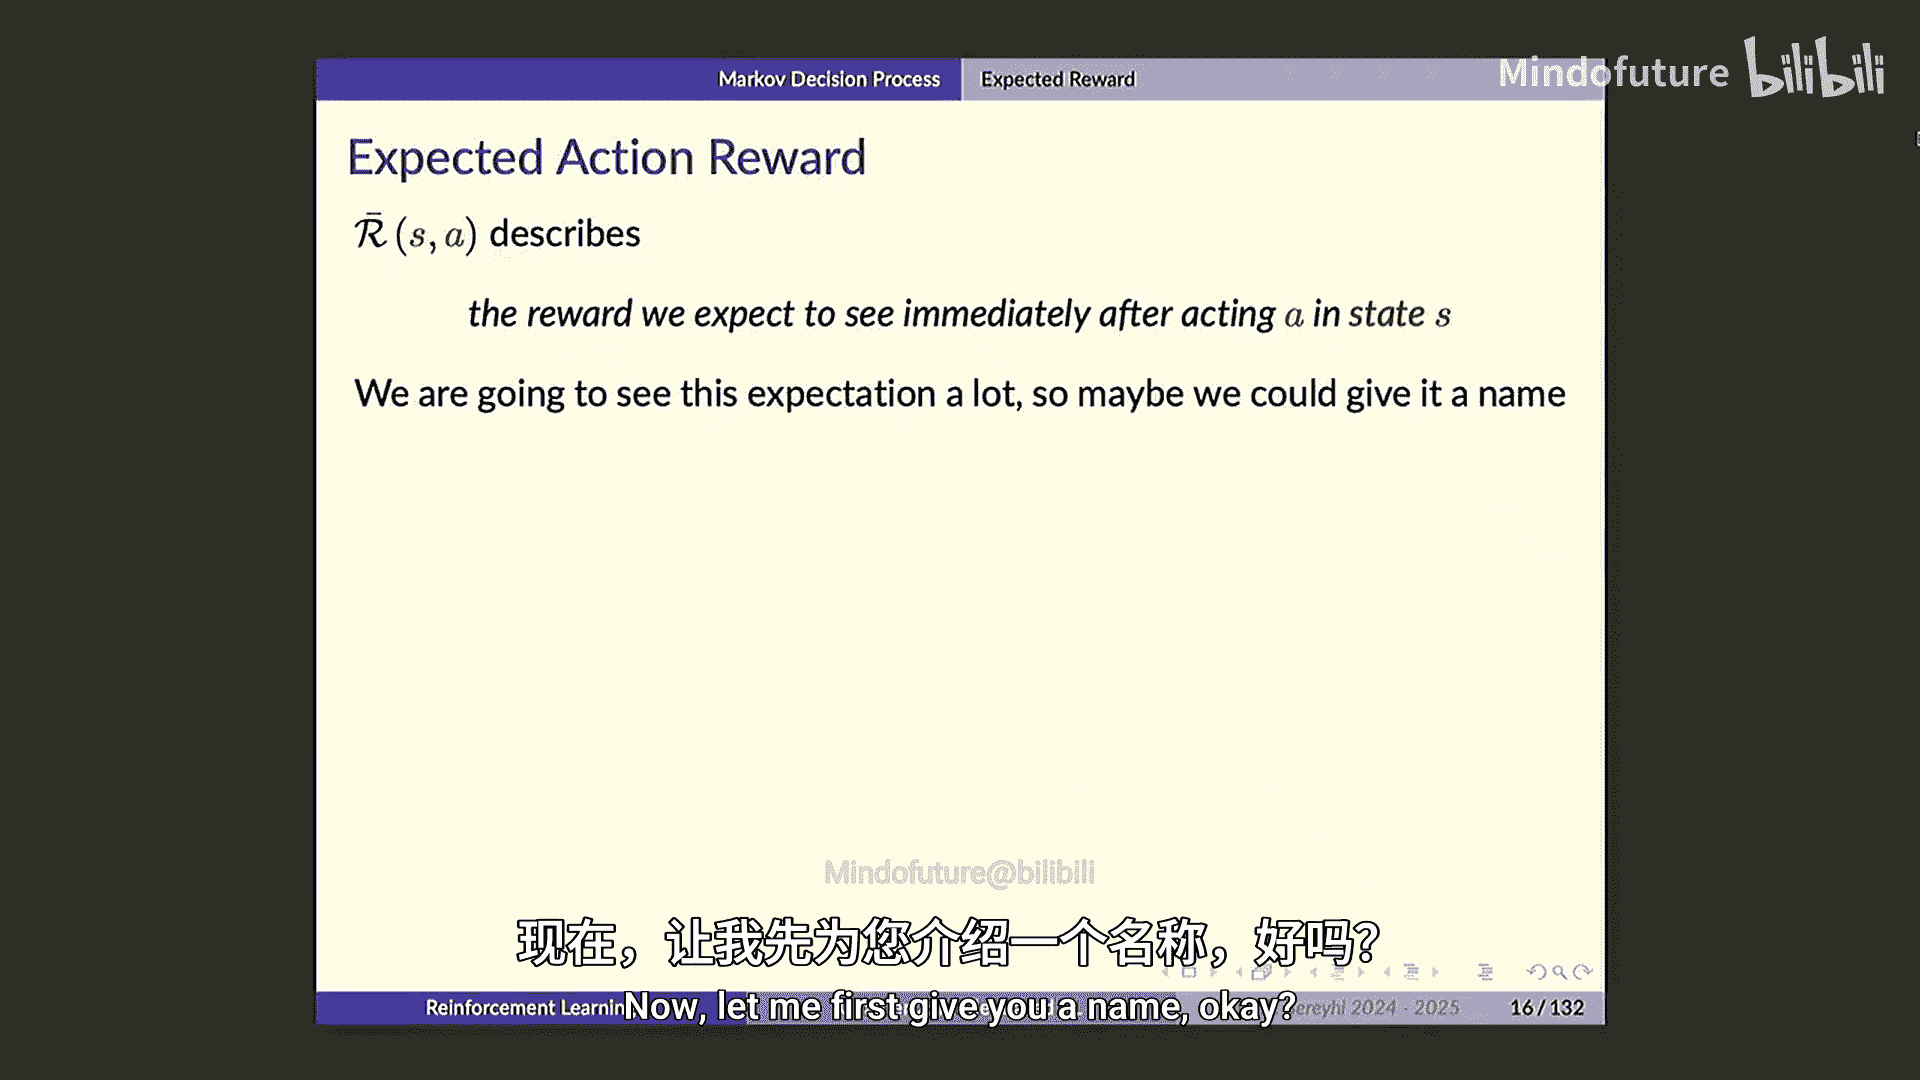 Mindofuture bilibili
Markov Decision Process Expected Reward
Expected Action Reward
$\bar{\mathcal{R}}(s, a)$ describes
the reward we expect to see immediately after acting a in state s
We are going to see this expectation a lot, so maybe we could give it a name
Mindofuture@bilibili
现在，让我先为您介绍一个名称，好吗？
Now, let me first give you a name, okay?
Reinforcement Learnin
2024 - 2025 16 / 132